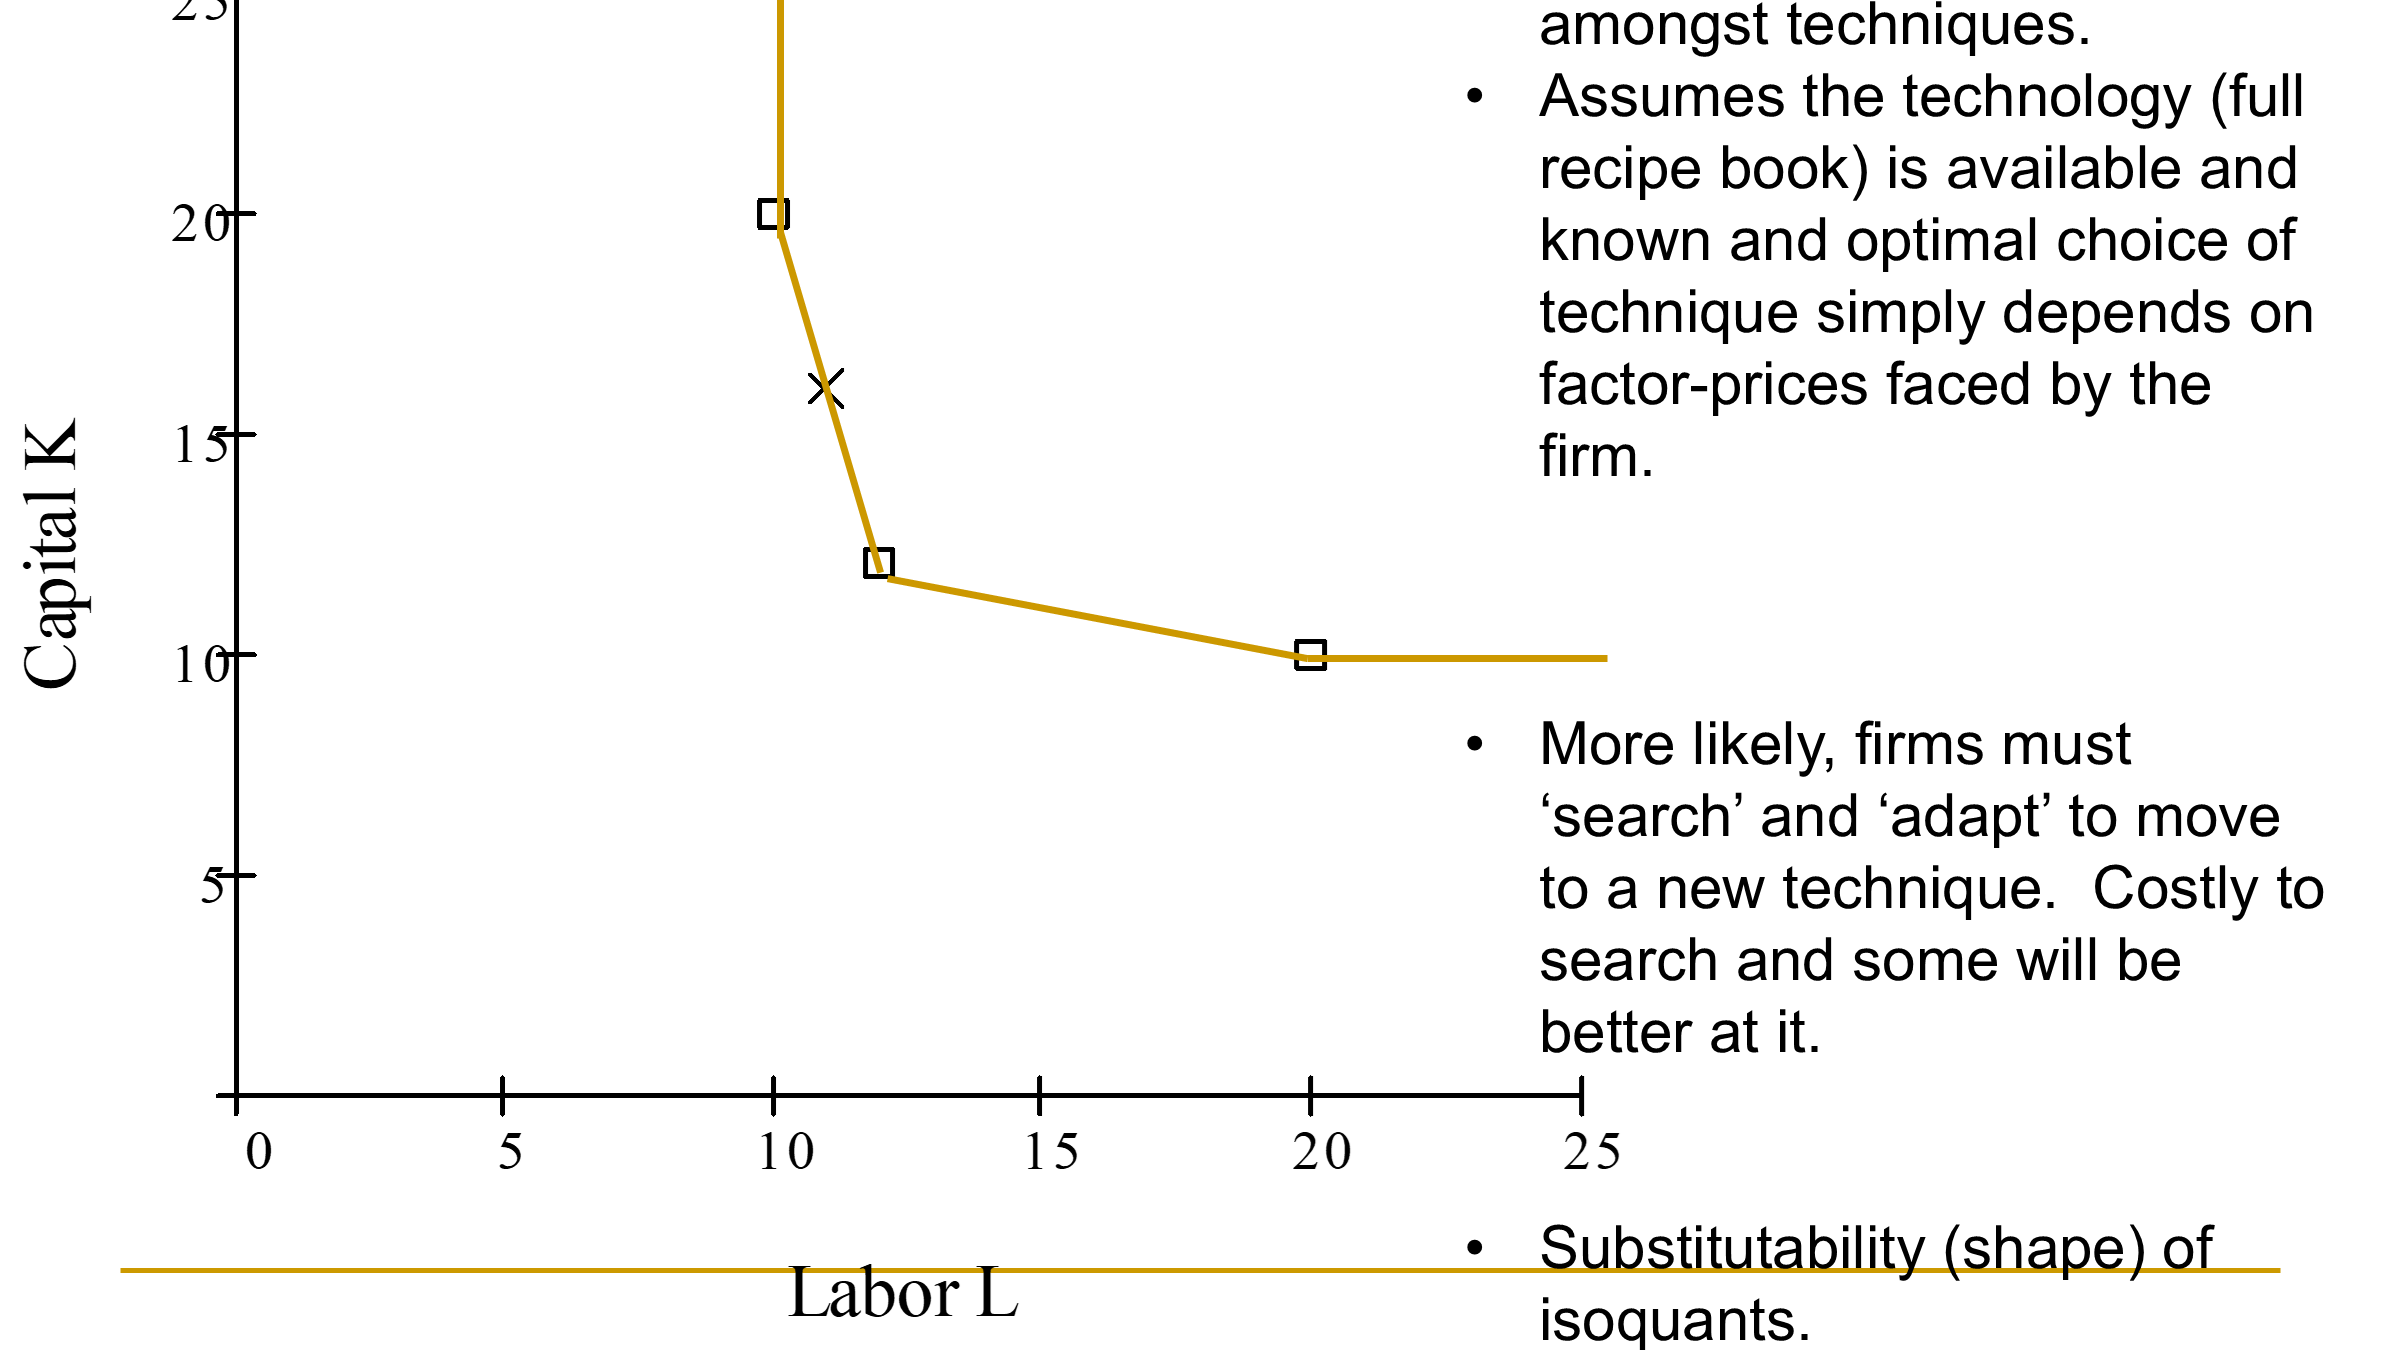 25
20
15
10
5
Capital K
0 5 10 15 20 25
Labor L
amongst techniques.
• Assumes the technology (full
recipe book) is available and
known and optimal choice of
technique simply depends on
factor-prices faced by the
firm.
• More likely, firms must
‘search’ and ‘adapt’ to move
to a new technique.  Costly to
search and some will be
better at it.
• Substitutability (shape) of
isoquants.